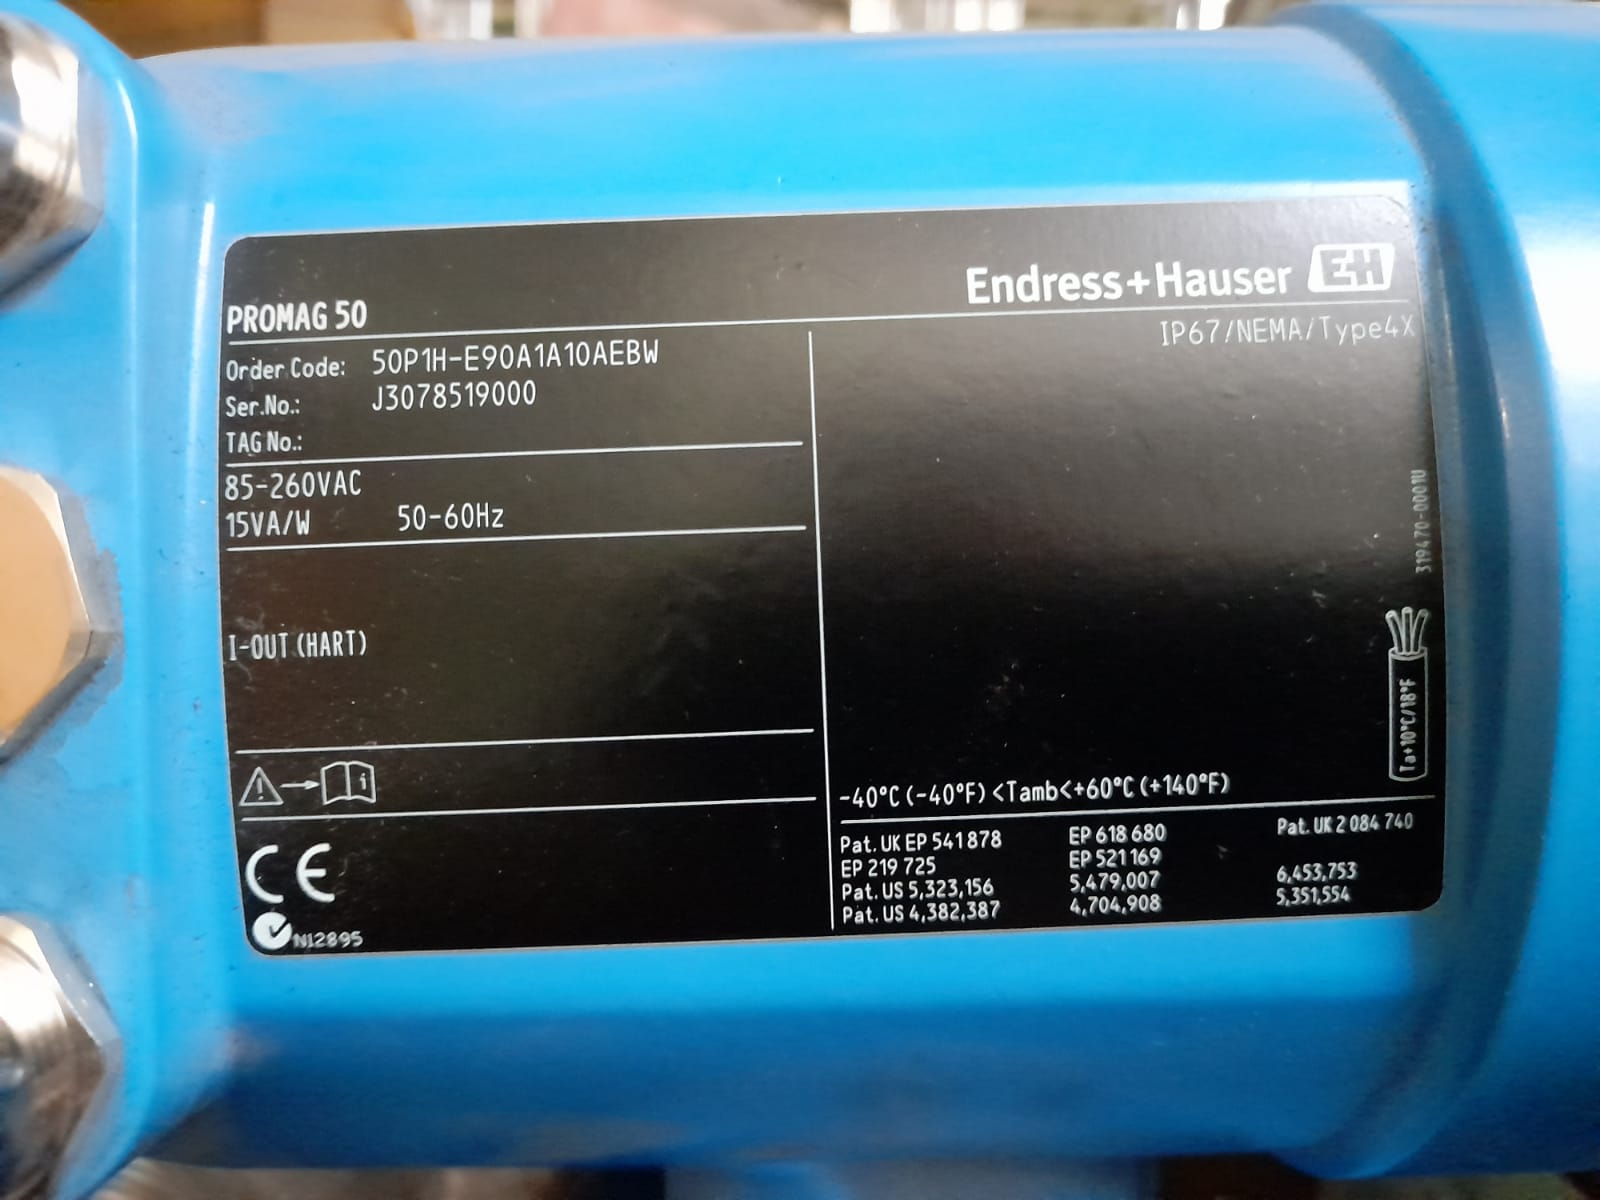 Endress+Hauser EH
PROMAG 50
IP67/NEMA/Type4X
Order Code: 50P1H-E90A1A10AEBW
Ser.No.: J3078519000
TAG No.:
85-260VAC
15VA/W 50-60Hz
I-OUT (HART)
i
CE
N12895
319470-0001U
Ta+10°C/18°F
-40°C (-40°F) <Tamb<+60°C (+140°F)
Pat. UK EP 541 878 EP 618 680 Pat. UK 2 084 740
EP 219 725 EP 521 169
Pat. US 5,323,156 5,479,007 6,453,753
Pat. US 4,382,387 4,704,908 5,351,554